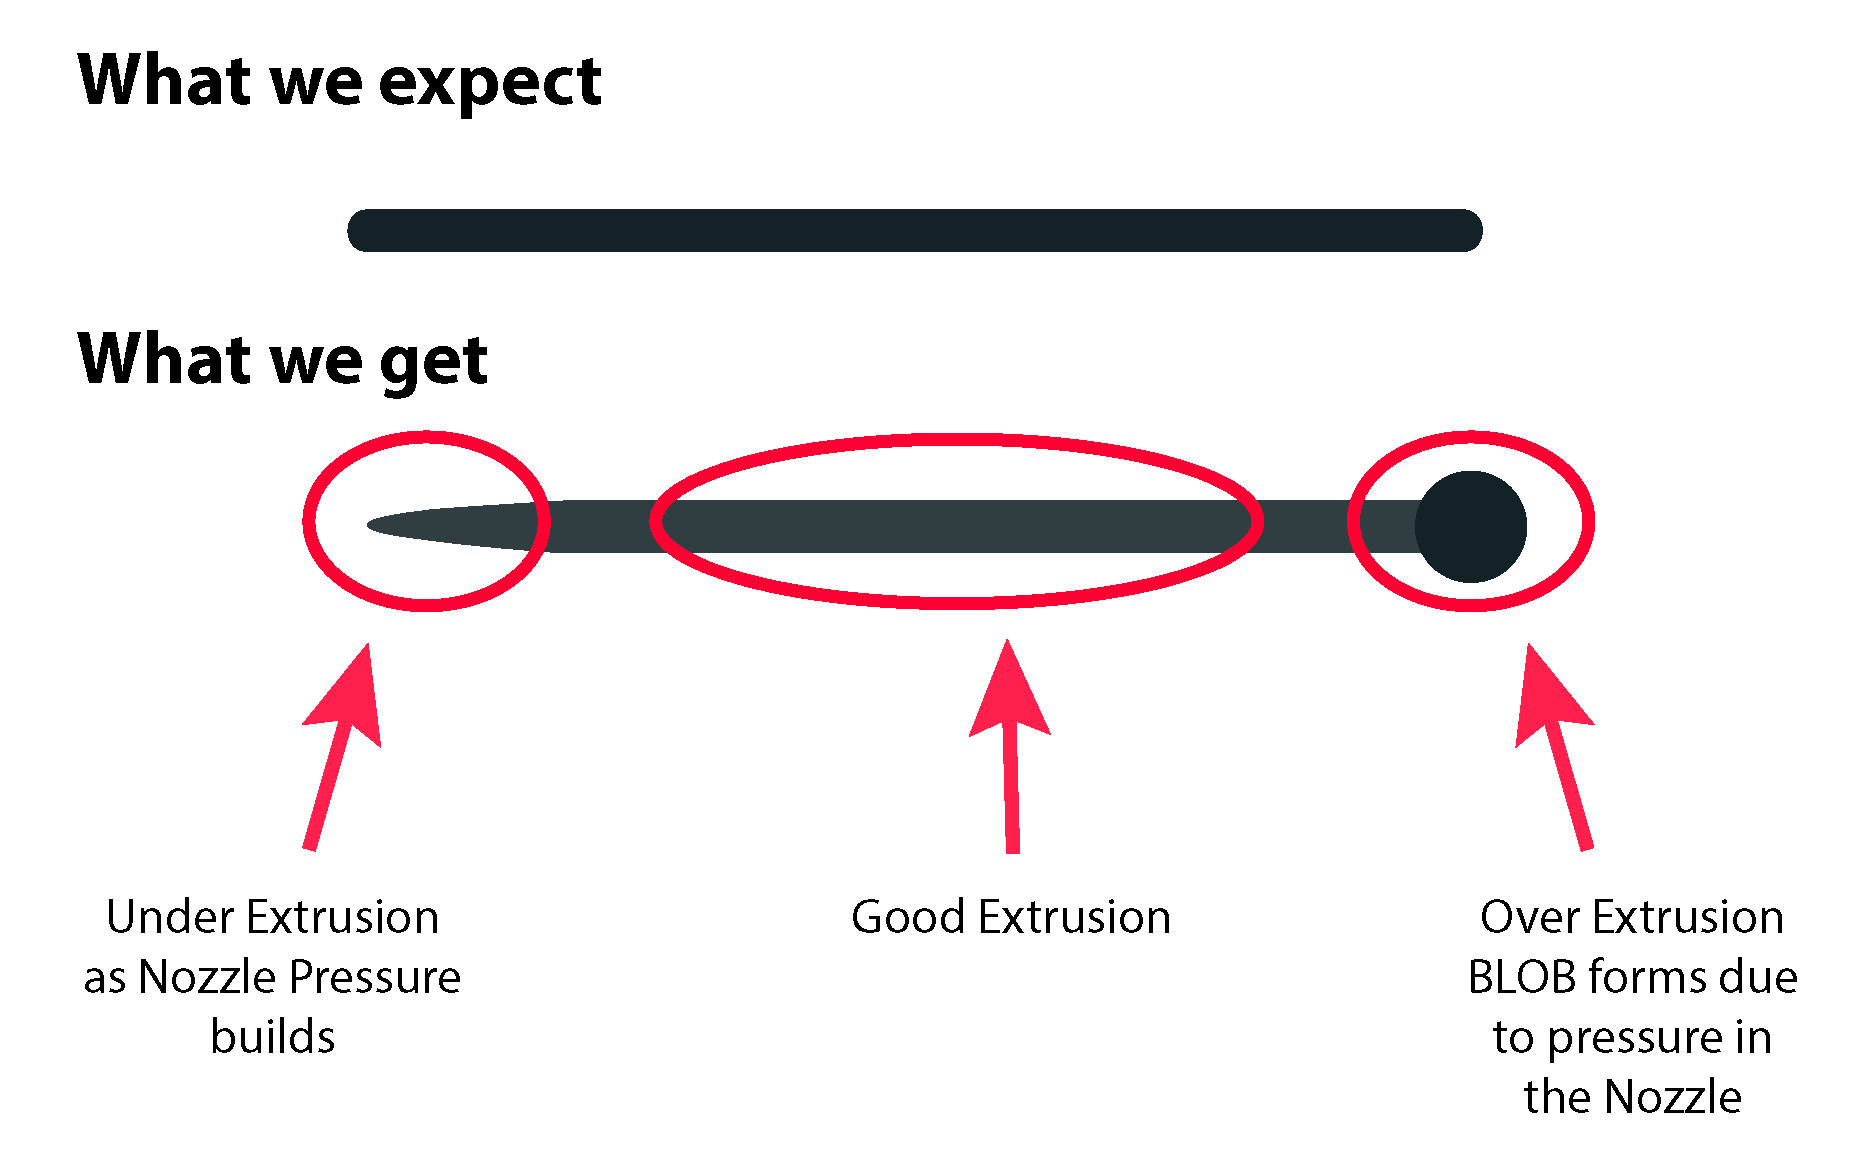 What we expect
What we get
Under Extrusion
as Nozzle Pressure
builds
Good Extrusion
Over Extrusion
BLOB forms due
to pressure in
the Nozzle